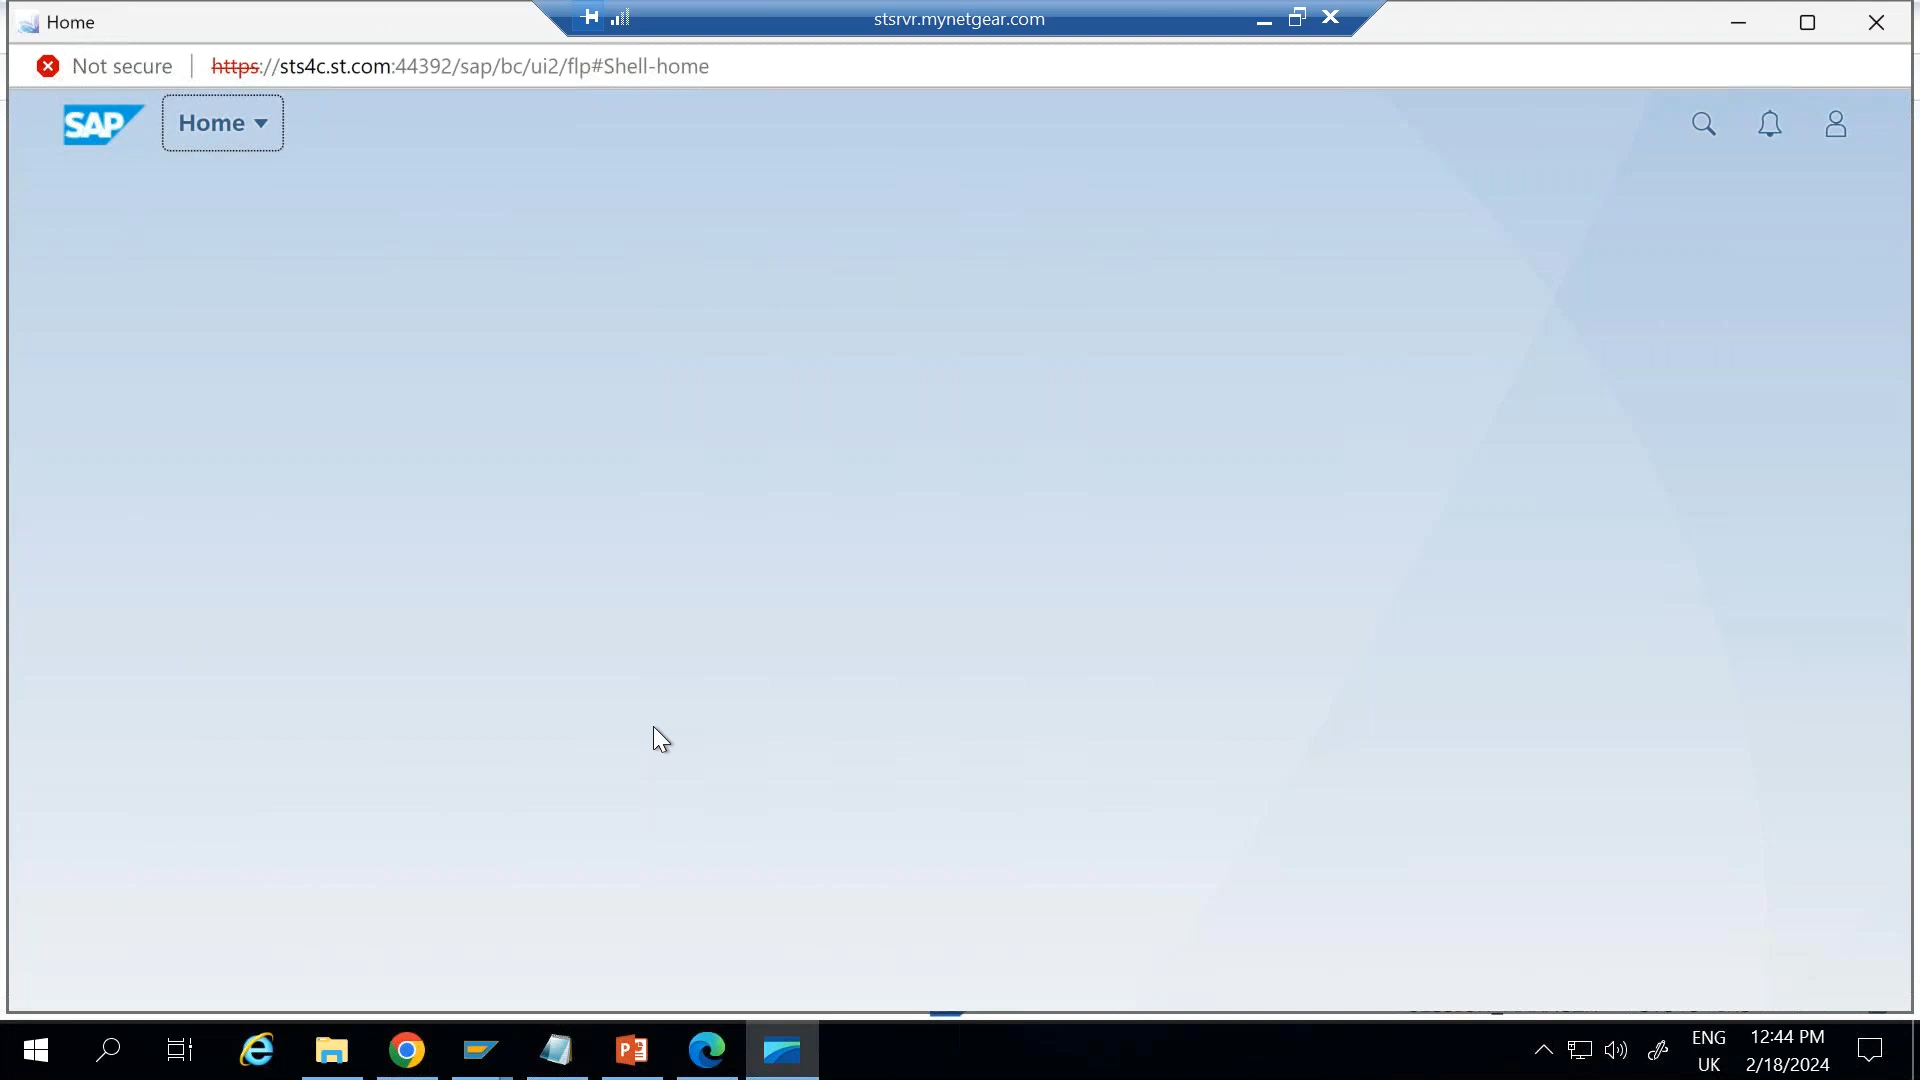 Home
stsrvr.mynetgear.com
Not secure
https://sts4c.st.com:44392/sap/bc/ui2/flp#Shell-home
SAP
Home
ENG
UK
12:44 PM
2/18/2024